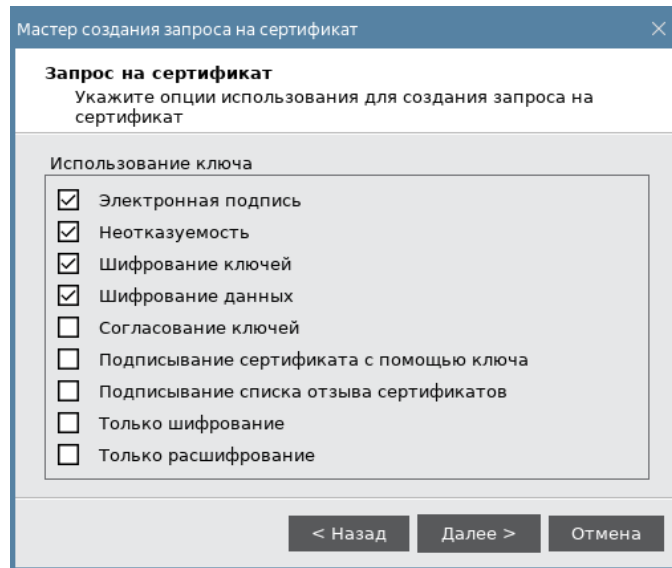 Мастер создания запроса на сертификат
Запрос на сертификат
Укажите опции использования для создания запроса на
сертификат
Использование ключа
Электронная подпись
Неотказуемость
Шифрование ключей
Шифрование данных
Согласование ключей
Подписывание сертификата с помощью ключа
Подписывание списка отзыва сертификатов
Только шифрование
Только расшифрование
< Назад Далее > Отмена